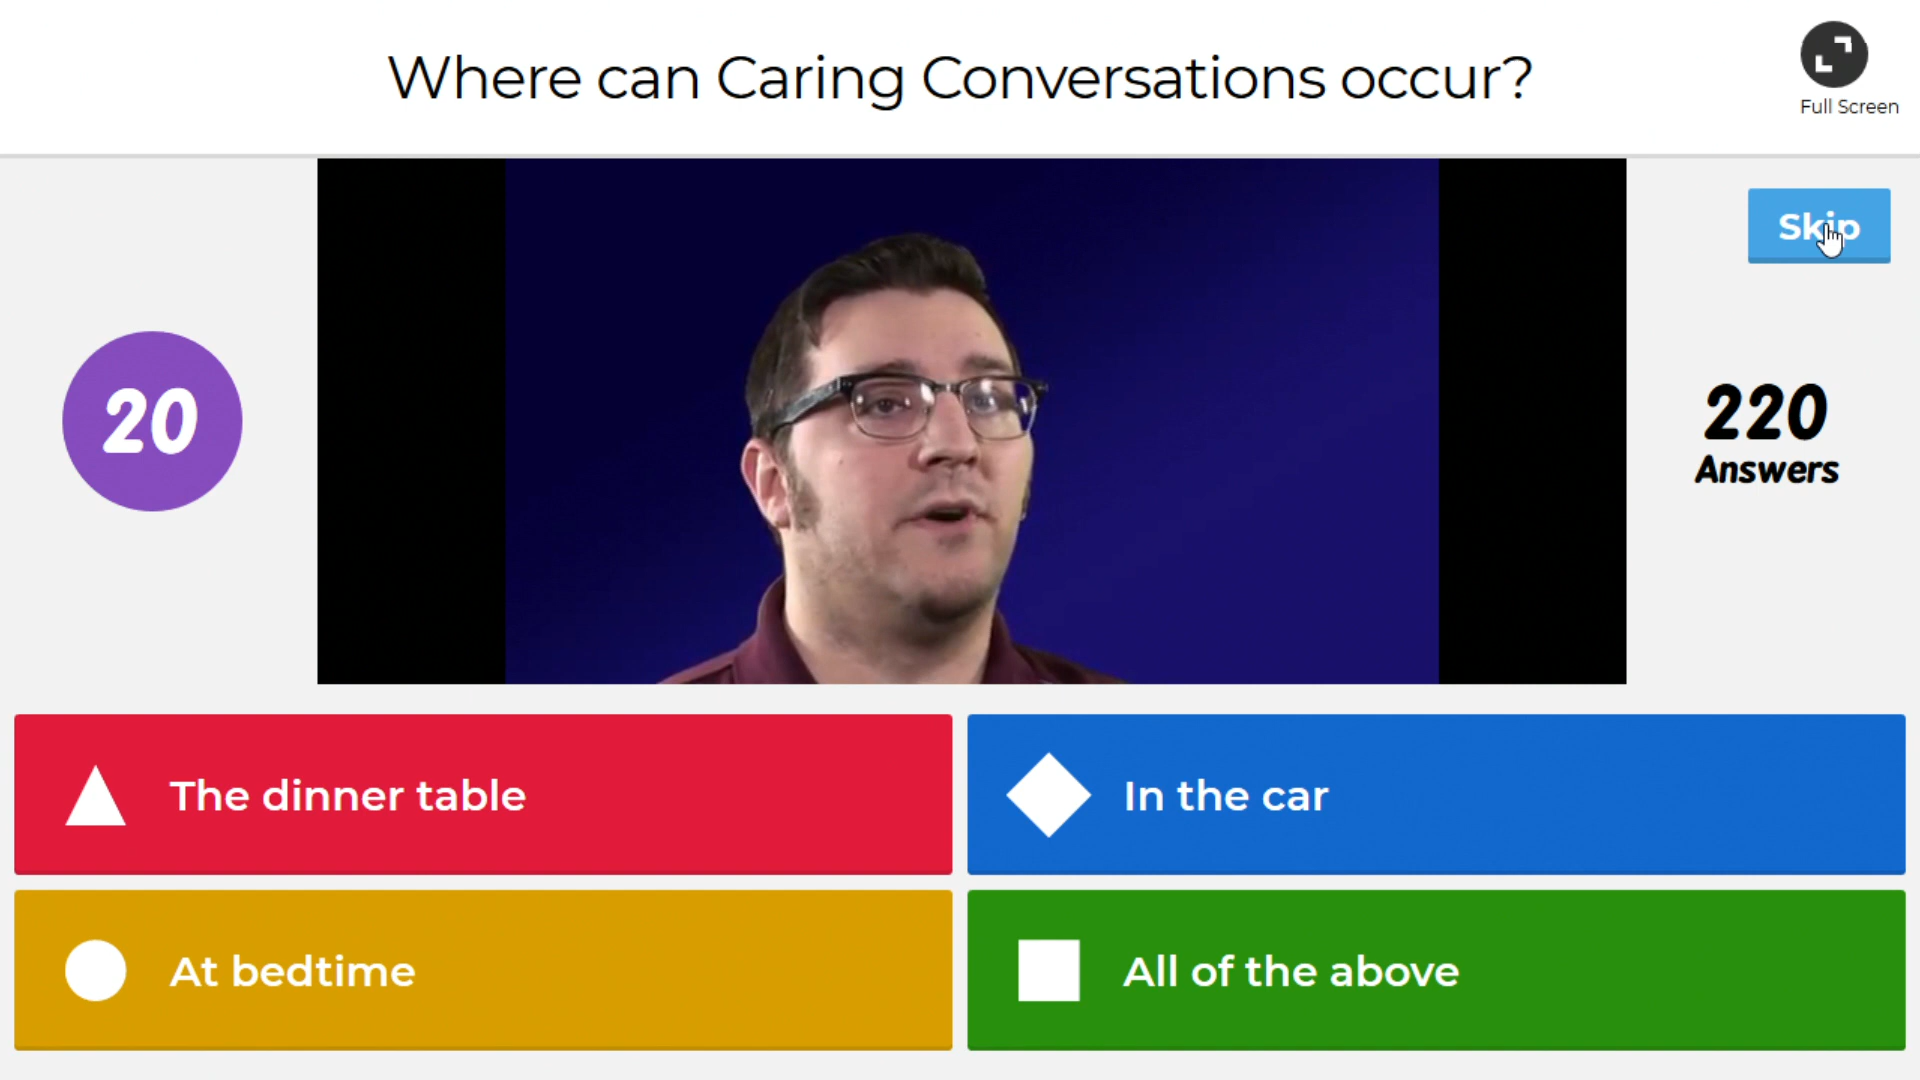 Where can Caring Conversations occur?
Full Screen
Skip
20
220
Answers
The dinner table
In the car
At bedtime
All of the above